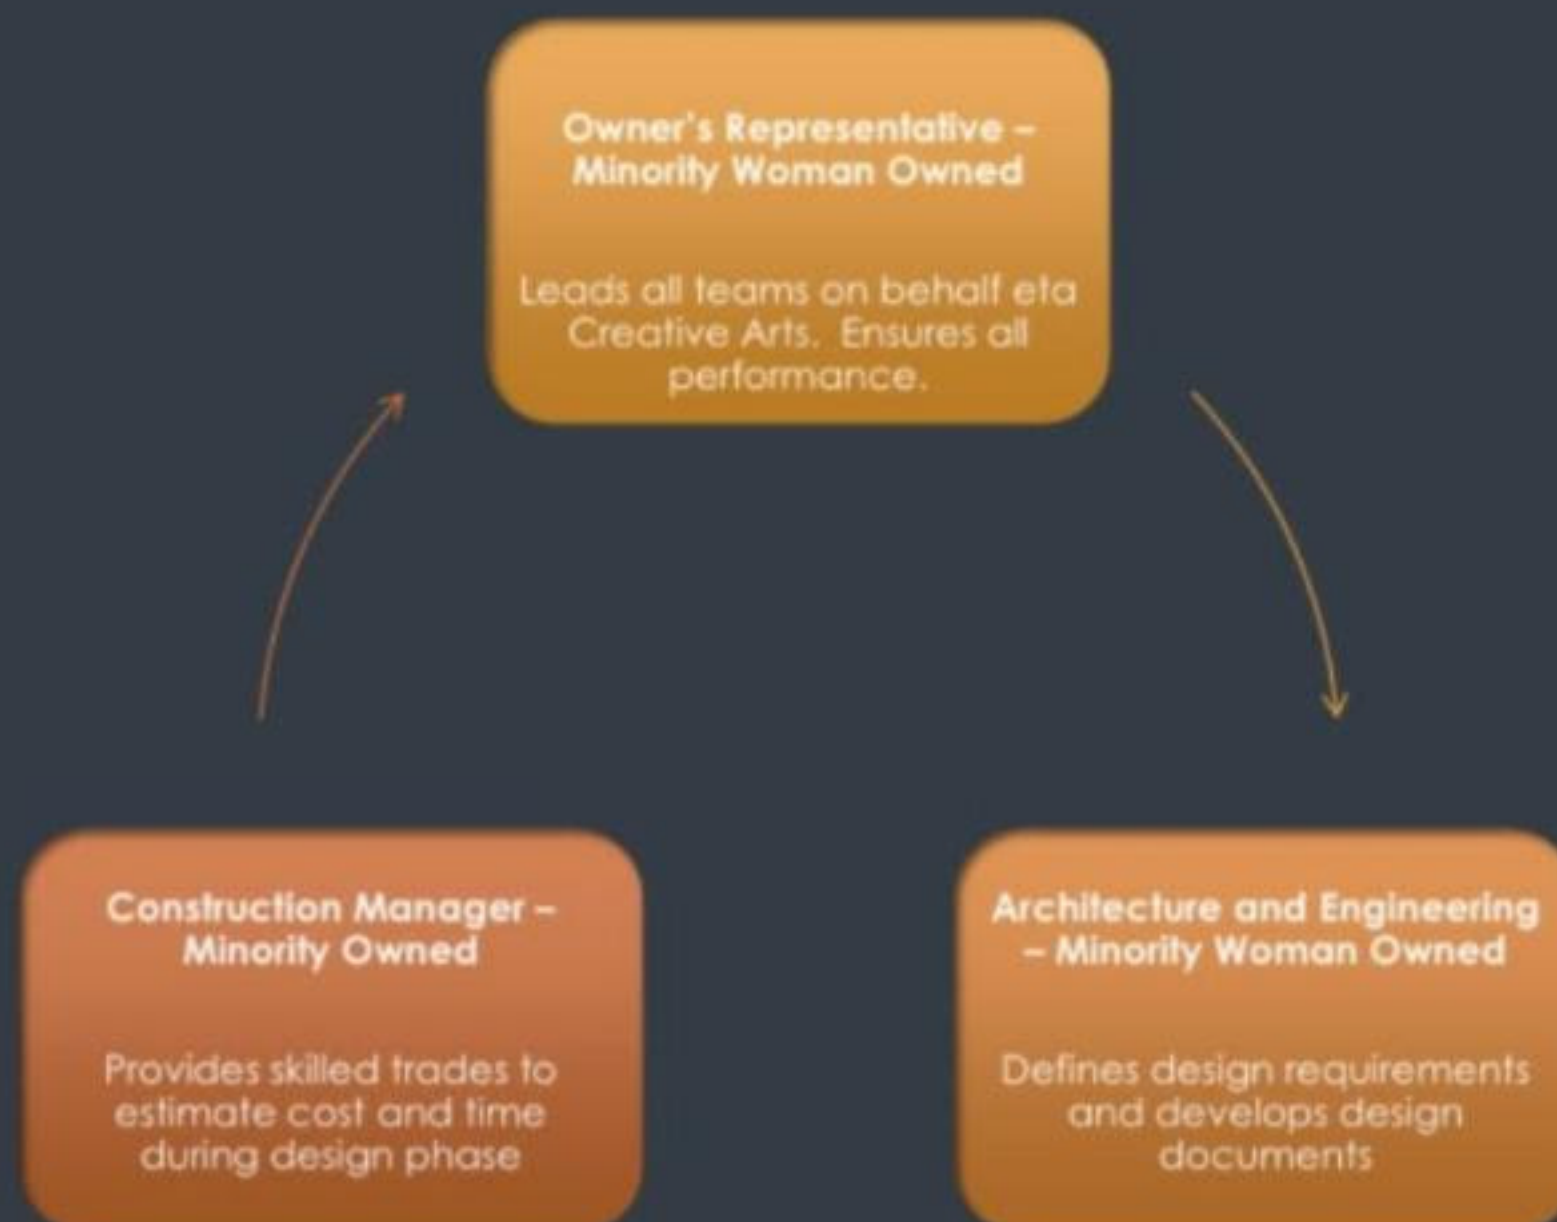 Owner's Representative –
Minority Woman Owned
Leads all teams on behalf eta
Creative Arts. Ensures all
performance.
Construction Manager –
Minority Owned
Provides skilled trades to
estimate cost and time
during design phase
Architecture and Engineering
– Minority Woman Owned
Defines design requirements
and develops design
documents